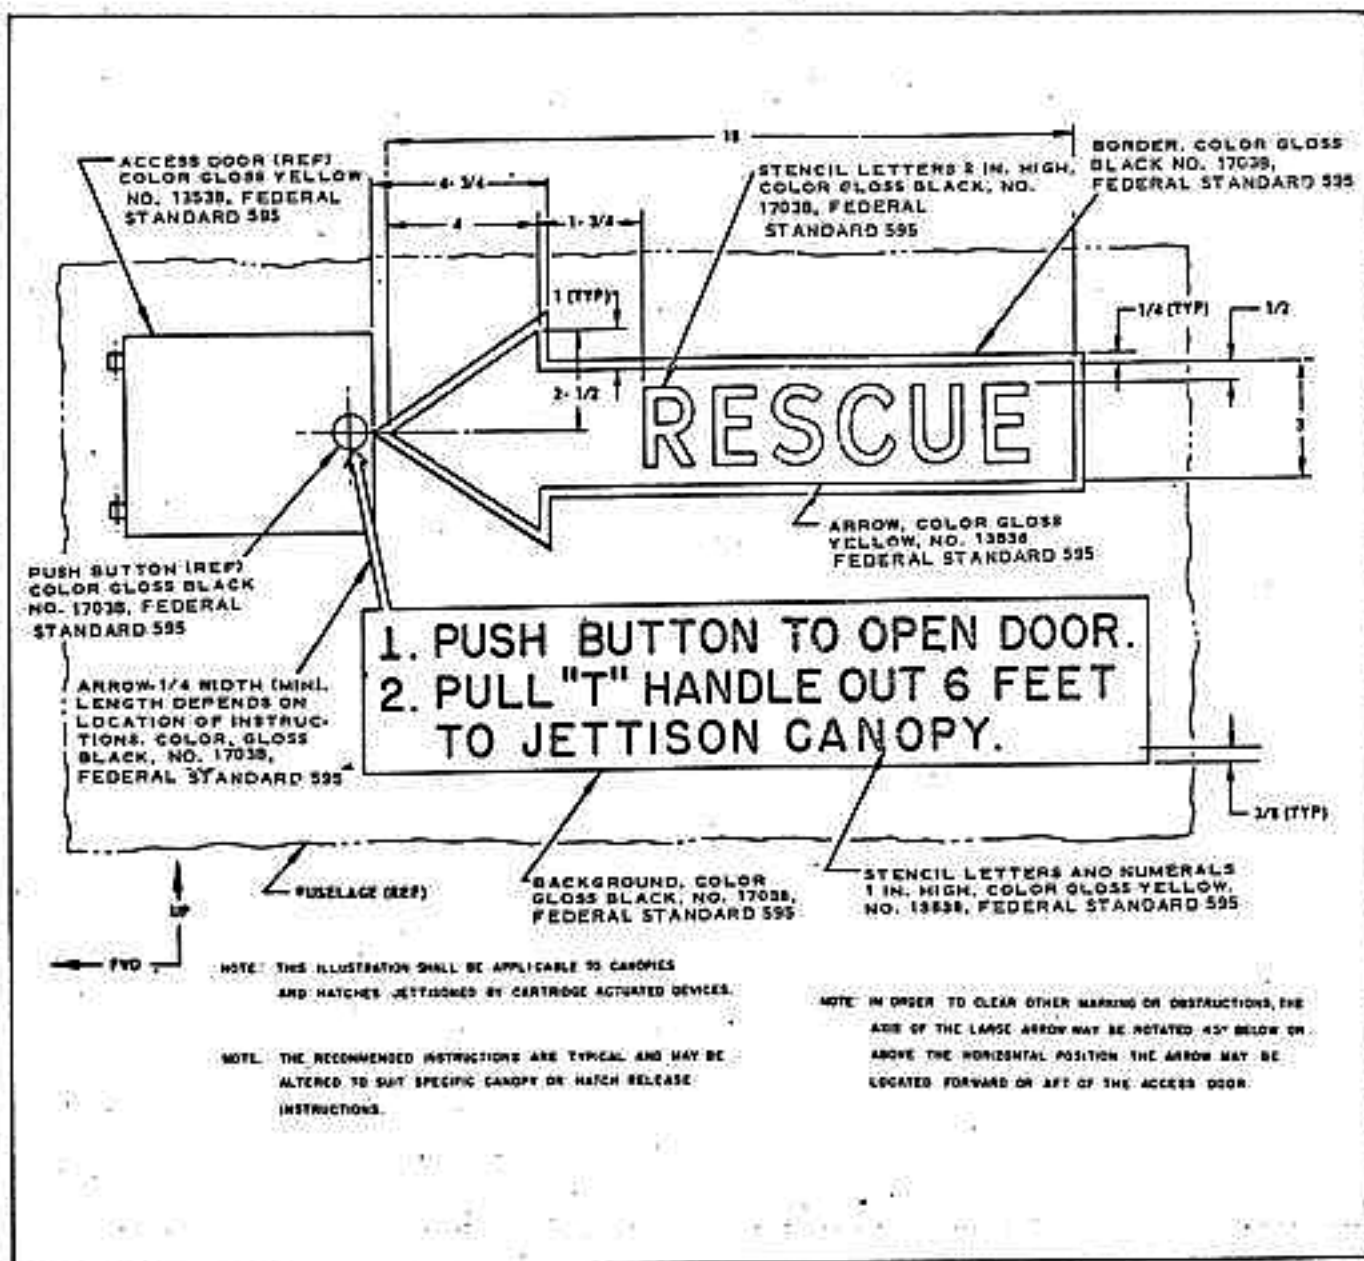 18
ACCESS DOOR (REF)
COLOR GLOSS YELLOW
NO. 13538, FEDERAL
STANDARD 595
4-3/4
4
1-3/4
STENCIL LETTERS 2 IN. HIGH,
COLOR GLOSS BLACK, NO.
17038, FEDERAL
STANDARD 595
BORDER, COLOR GLOSS
BLACK NO. 17038,
FEDERAL STANDARD 595
1 (TYP)
1/4 (TYP)
1/2
2-1/2
3
RESCUE
ARROW, COLOR GLOSS
YELLOW, NO. 13538
FEDERAL STANDARD 595
PUSH BUTTON (REF)
COLOR GLOSS BLACK
NO. 17038, FEDERAL
STANDARD 595
1. PUSH BUTTON TO OPEN DOOR.
2. PULL "T" HANDLE OUT 6 FEET
TO JETTISON CANOPY.
ARROW-1/4 WIDTH (MIN).
LENGTH DEPENDS ON
LOCATION OF INSTRUC-
TIONS. COLOR, GLOSS
BLACK, NO. 17038,
FEDERAL STANDARD 595
(TYP)
FUSELAGE (REF)
BACKGROUND, COLOR
GLOSS BLACK, NO. 17038,
FEDERAL STANDARD 595
STENCIL LETTERS AND NUMERALS
1 IN. HIGH, COLOR GLOSS YELLOW,
NO. 13538, FEDERAL STANDARD 595
UP
FWD
NOTE: THIS ILLUSTRATION SHALL BE APPLICABLE TO CANOPIES
AND HATCHES JETTISONED BY CARTRIDGE ACTUATED DEVICES.
NOTE. THE RECOMMENDED INSTRUCTIONS ARE TYPICAL AND MAY BE
ALTERED TO SUIT SPECIFIC CANOPY OR HATCH RELEASE
INSTRUCTIONS.
NOTE IN ORDER TO CLEAR OTHER MARKING OR OBSTRUCTIONS, THE
AXIS OF THE LARGE ARROW MAY BE ROTATED 45° BELOW OR
ABOVE THE HORIZONTAL POSITION THE ARROW MAY BE
LOCATED FORWARD OR AFT OF THE ACCESS DOOR.